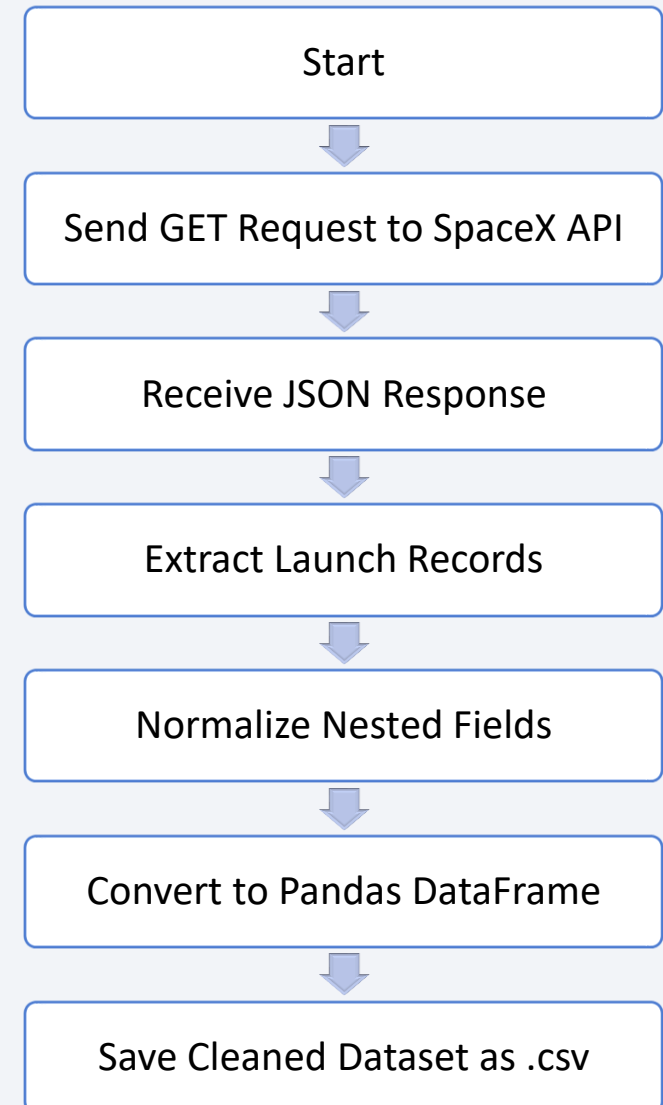 Start
Send GET Request to SpaceX API
Receive JSON Response
Extract Launch Records
Normalize Nested Fields
Convert to Pandas DataFrame
Save Cleaned Dataset as .csv